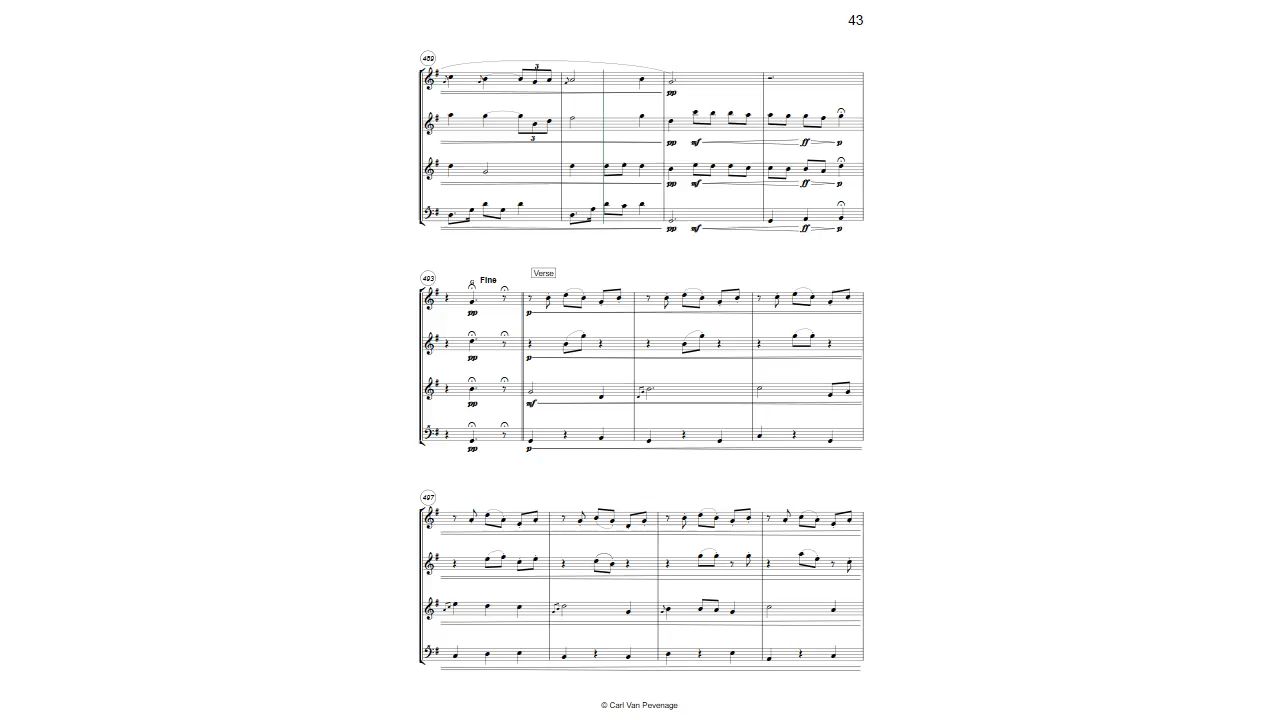 43
489
3
3
pp
pp mf ff p
pp mf ff p
pp mf ff p
493
Fine
Verse
pp p
pp p
pp mf
pp p
497
© Carl Van Pevenage